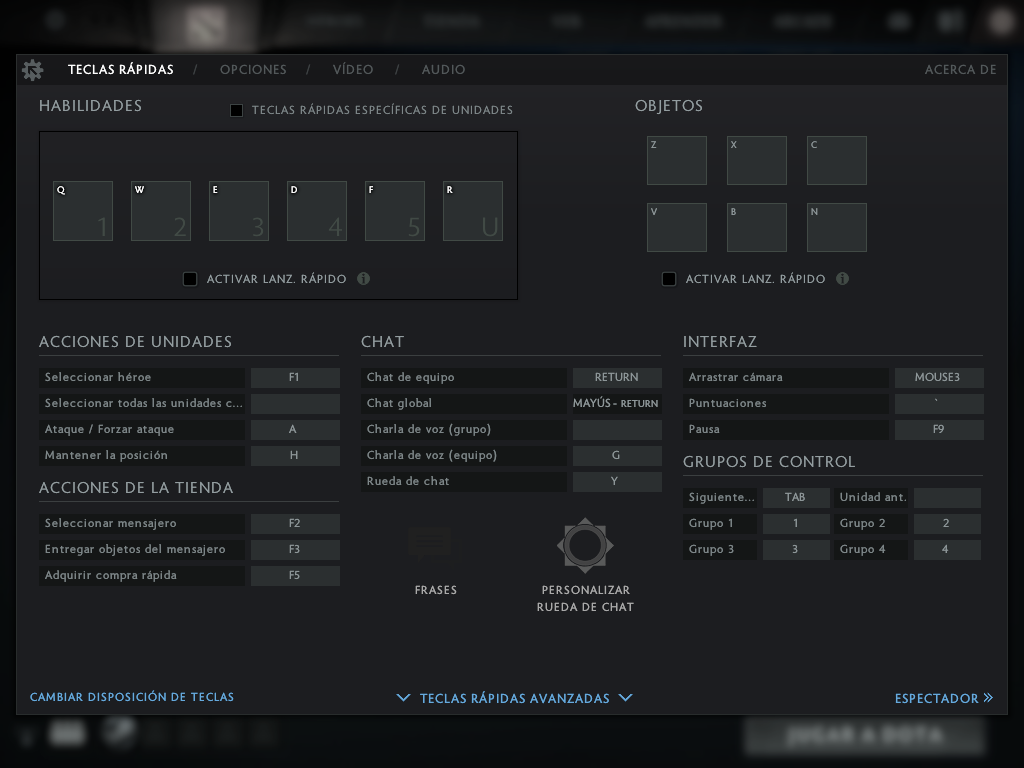 TECLAS RÁPIDAS / OPCIONES / VÍDEO / AUDIO ACERCA DE
HABILIDADES
TECLAS RÁPIDAS ESPECÍFICAS DE UNIDADES
Q W E D F R
1 2 3 4 5 U
ACTIVAR LANZ. RÁPIDO
OBJETOS
Z X C
V B N
ACTIVAR LANZ. RÁPIDO
ACCIONES DE UNIDADES
Seleccionar héroe F1
Seleccionar todas las unidades c...
Ataque / Forzar ataque A
Mantener la posición H
ACCIONES DE LA TIENDA
Seleccionar mensajero F2
Entregar objetos del mensajero F3
Adquirir compra rápida F5
CHAT
Chat de equipo RETURN
Chat global MAYÚS - RETURN
Charla de voz (grupo)
Charla de voz (equipo) G
Rueda de chat Y
FRASES
PERSONALIZAR
RUEDA DE CHAT
INTERFAZ
Arrastrar cámara MOUSE3
Puntuaciones `
Pausa F9
GRUPOS DE CONTROL
Siguiente... TAB Unidad ant.
Grupo 1 1 Grupo 2 2
Grupo 3 3 Grupo 4 4
CAMBIAR DISPOSICIÓN DE TECLAS
TECLAS RÁPIDAS AVANZADAS
ESPECTADOR
JUGAR A DOTA